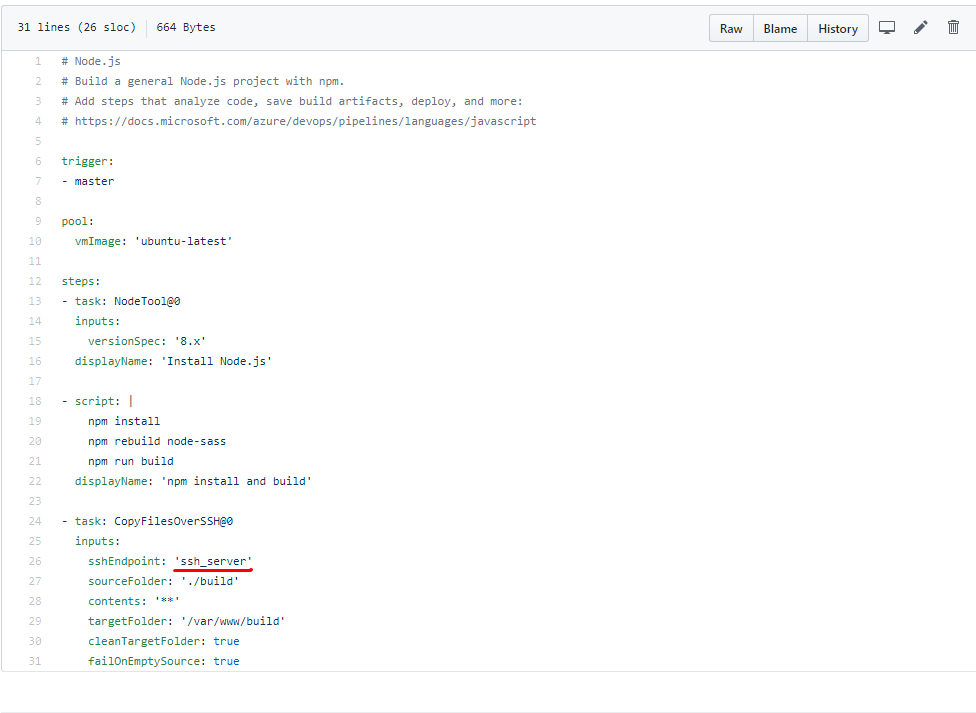 31 lines (26 sloc) 664 Bytes Raw Blame History
1 # Node.js
2 # Build a general Node.js project with npm.
3 # Add steps that analyze code, save build artifacts, deploy, and more:
4 # https://docs.microsoft.com/azure/devops/pipelines/languages/javascript
5
6 trigger:
7 - master
8
9 pool:
10   vmImage: 'ubuntu-latest'
11
12 steps:
13 - task: NodeTool@0
14   inputs:
15     versionSpec: '8.x'
16   displayName: 'Install Node.js'
17
18 - script: |
19     npm install
20     npm rebuild node-sass
21     npm run build
22   displayName: 'npm install and build'
23
24 - task: CopyFilesOverSSH@0
25   inputs:
26     sshEndpoint: 'ssh_server'
27     sourceFolder: './build'
28     contents: '**'
29     targetFolder: '/var/www/build'
30     cleanTargetFolder: true
31     failOnEmptySource: true